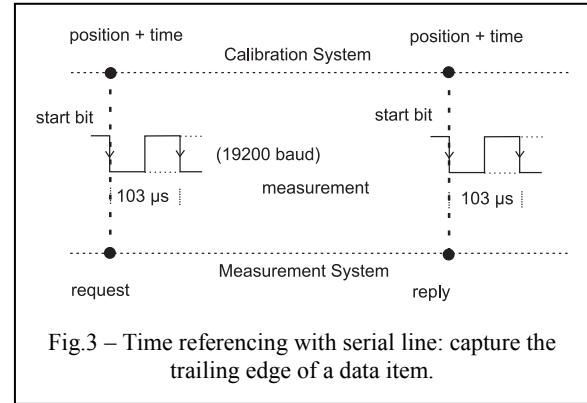 position + time position + time
Calibration System
start bit start bit
(19200 baud)
measurement
103 µs 103 µs
Measurement System
request reply
Fig.3 – Time referencing with serial line: capture the
trailing edge of a data item.